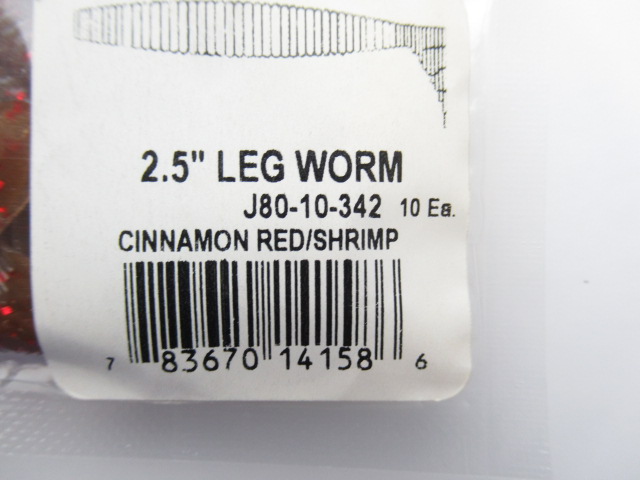 2.5" LEG WORM
J80-10-342 10 Ea.
CINNAMON RED/SHRIMP
7 83670 14158 6